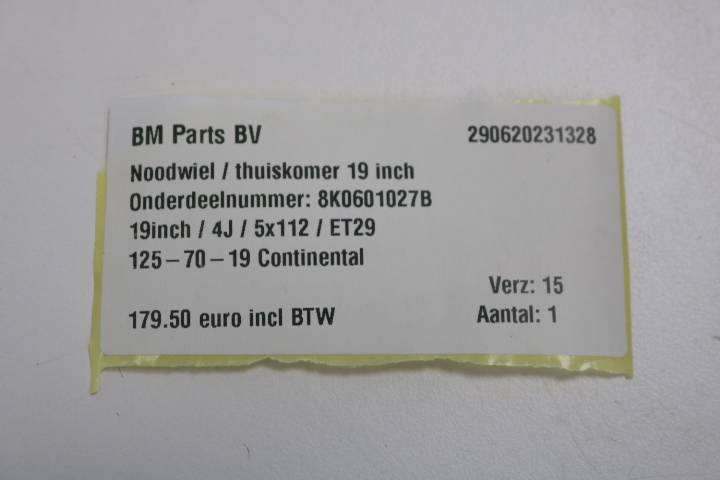 BM Parts BV 290620231328
Noodwiel / thuiskomer 19 inch
Onderdeelnummer: 8K0601027B
19inch / 4J / 5x112 / ET29
125-70-19 Continental
Verz: 15
179.50 euro incl BTW Aantal: 1